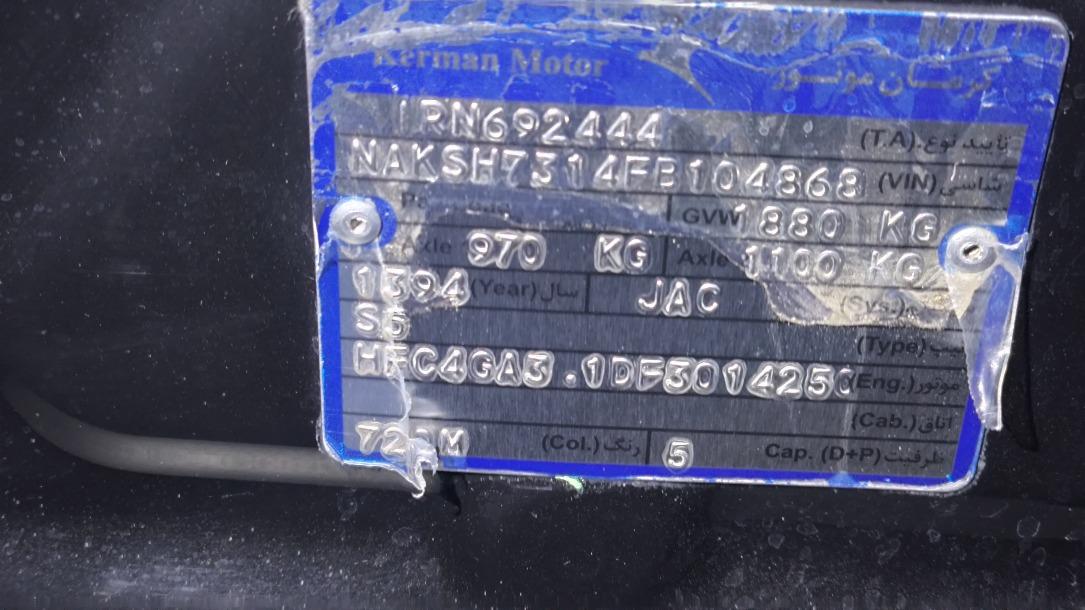 Kerman Motor کرمان موتور
IRN692444 تایید نوع.(T.A)
NAKSH7314FB104868 شاسی(VIN)
GVW 1880 KG
Axle 970 KG Axle 1100 KG
1394 سال(Year) JAC (Sys.)
S5 (Type)
HFC4GA3.1DF3014250 موتور(Eng.)
اتاق(Cab.)
رنگ(Col.) 5 ظرفیت Cap. (D+P)